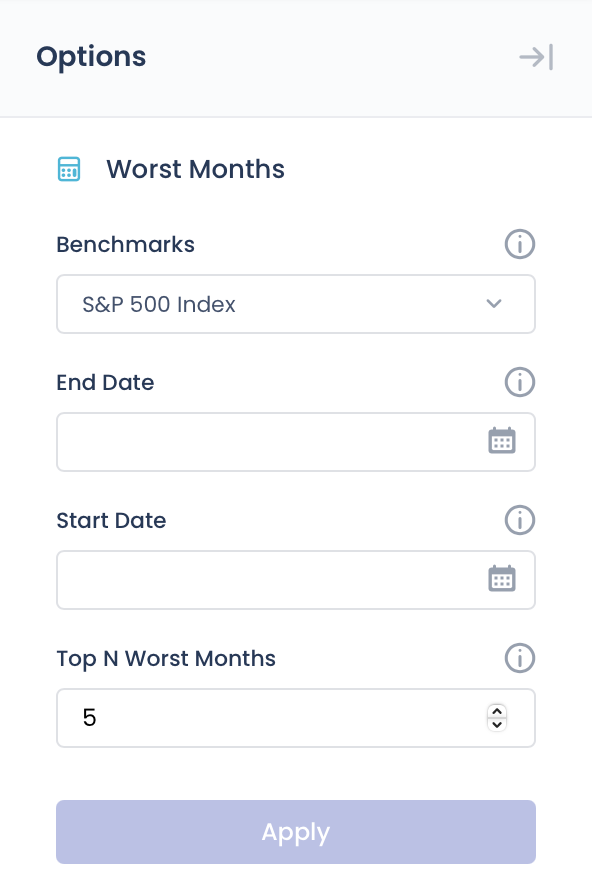 Options
Worst Months
Benchmarks
S&P 500 Index
End Date
Start Date
Top N Worst Months
5
Apply